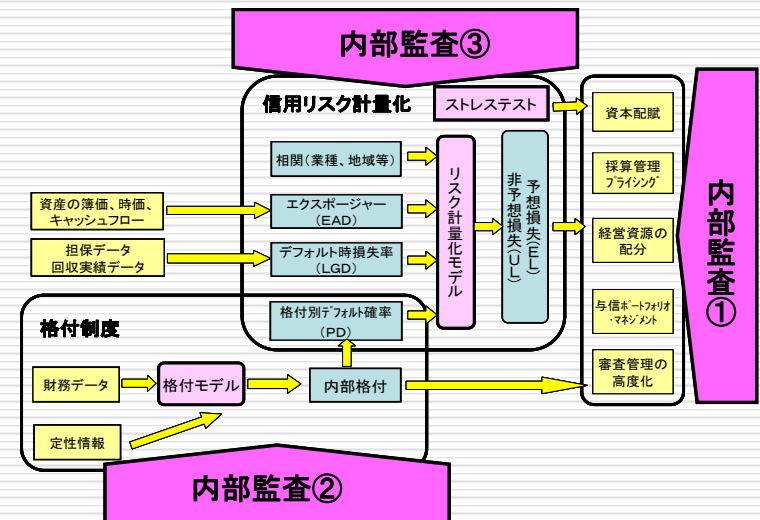 内部監査③
信用リスク計量化
ストレステスト
資本配賦
相関（業種、地域等）
採算管理
ﾌﾟﾗｲｼﾝｸﾞ
資産の簿価、時価、
キャッシュフロー
エクスポージャー
（EAD）
リスク計量化モデル
予想損失（ＥＬ）
非予想損失（ＵＬ）
経営資源の
配分
内部監査①
担保データ
回収実績データ
デフォルト時損失率
（LGD）
格付制度
格付別ﾃﾞﾌｫﾙﾄ確率
（PD）
与信ﾎﾟｰﾄﾌｫﾘｵ
・ﾏﾈｼﾞﾒﾝﾄ
財務データ
格付モデル
内部格付
審査管理の
高度化
定性情報
内部監査②